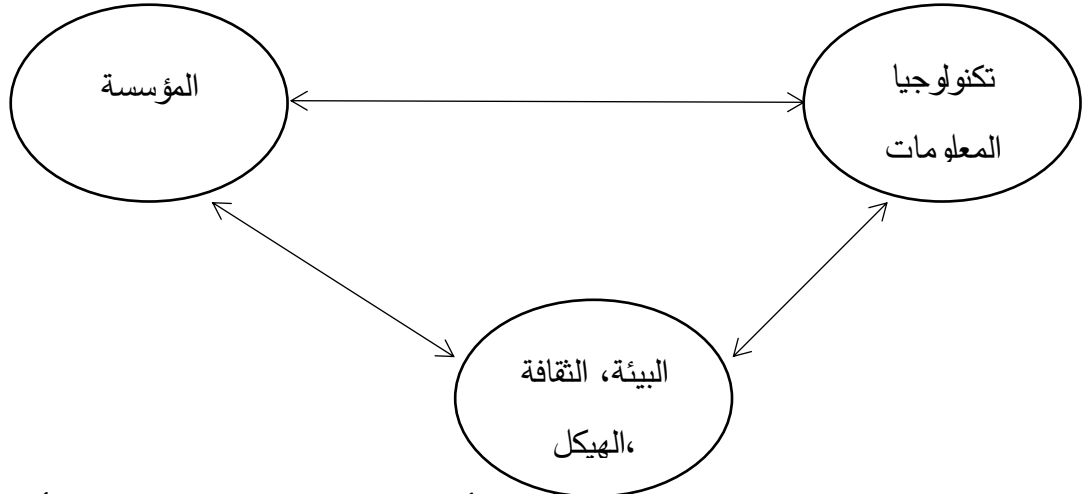 المؤسسة
تكنولوجيا
المعلومات
البيئة، الثقافة
،الهيكل